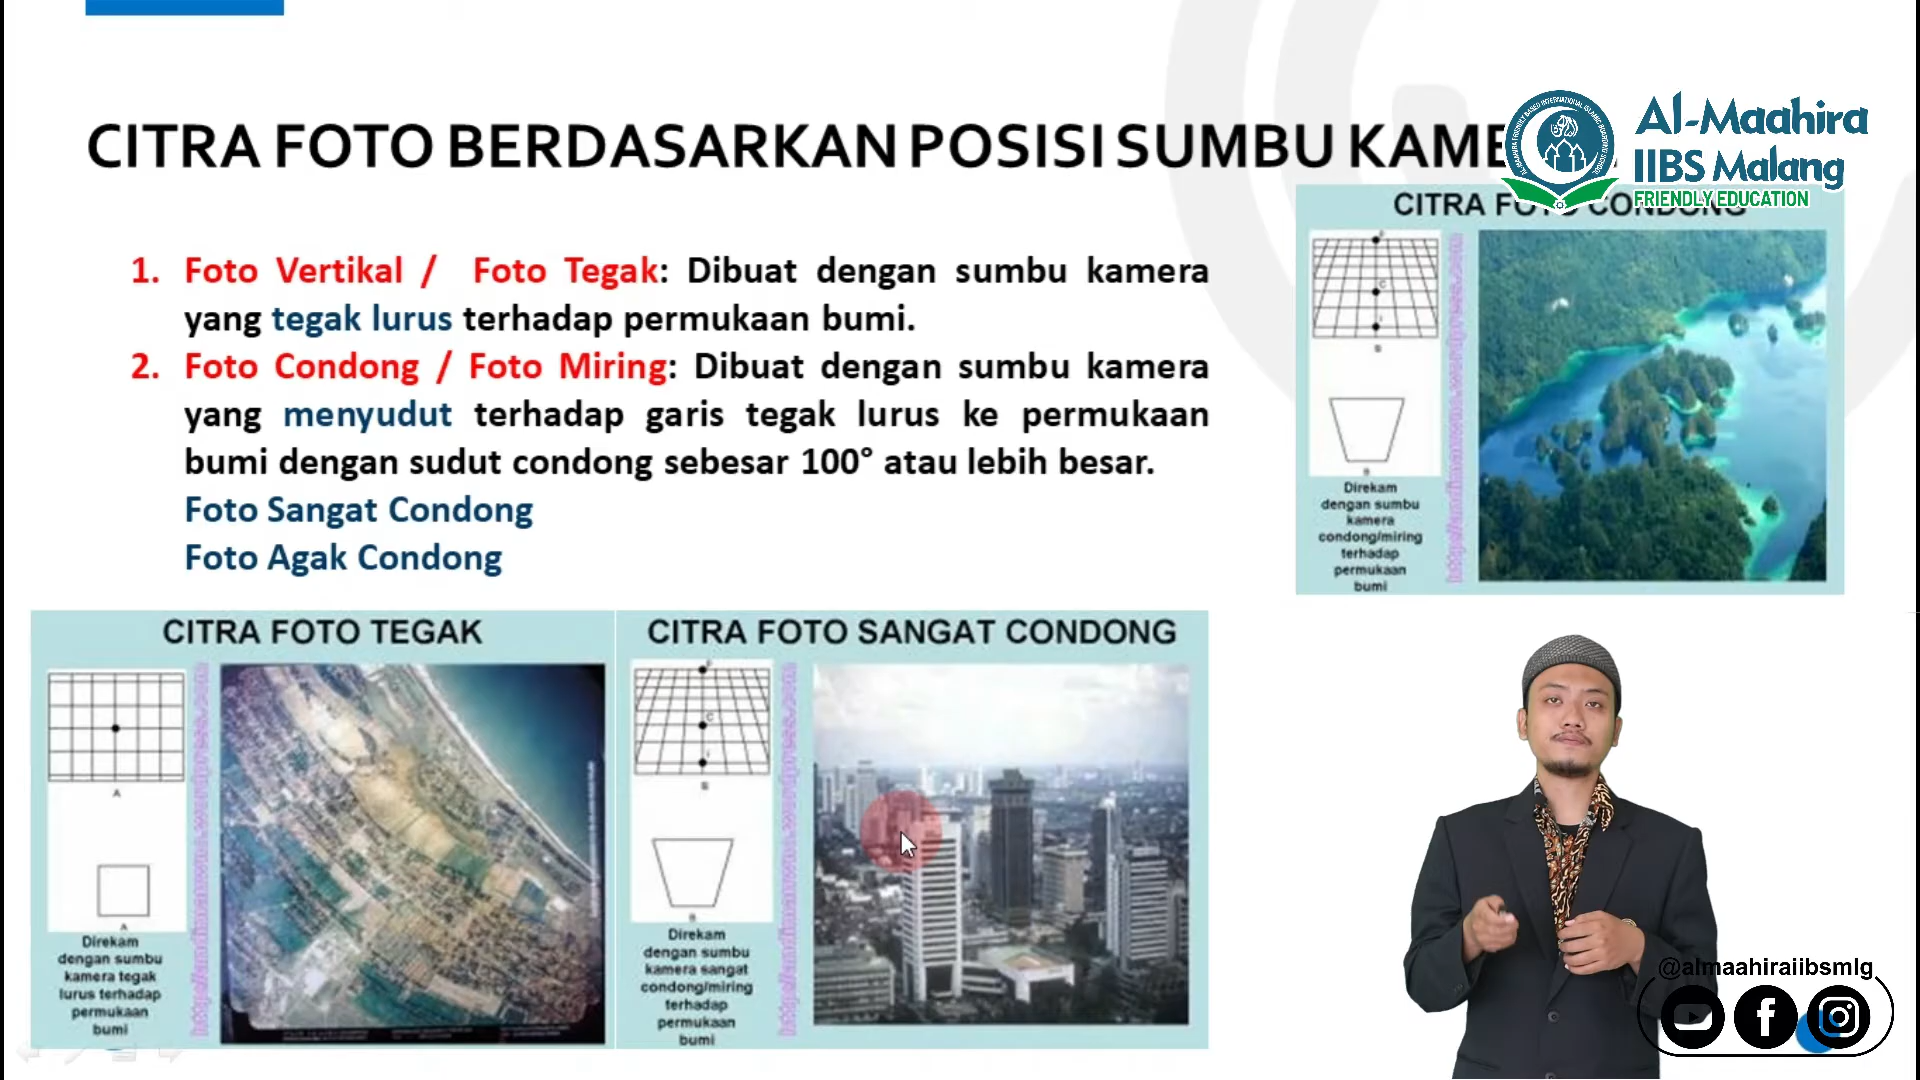 CITRA FOTO BERDASARKAN POSISI SUMBU KAME
Al-Maahira
IIBS Malang
FRIENDLY EDUCATION
1. Foto Vertikal / Foto Tegak: Dibuat dengan sumbu kamera
yang tegak lurus terhadap permukaan bumi.
2. Foto Condong / Foto Miring: Dibuat dengan sumbu kamera
yang menyudut terhadap garis tegak lurus ke permukaan
bumi dengan sudut condong sebesar 100° atau lebih besar.
Foto Sangat Condong
Foto Agak Condong
CITRA FOTO CONDONG
C
B
Direkam
dengan sumbu
kamera
condong/miring
terhadap
permukaan
bumi
CITRA FOTO TEGAK
A
A
Direkam
dengan sumbu
kamera tegak
lurus terhadap
permukaan
bumi
CITRA FOTO SANGAT CONDONG
C
B
Direkam
dengan sumbu
kamera sangat
condong/miring
terhadap
permukaan
bumi
@almaahiraiibsmlg